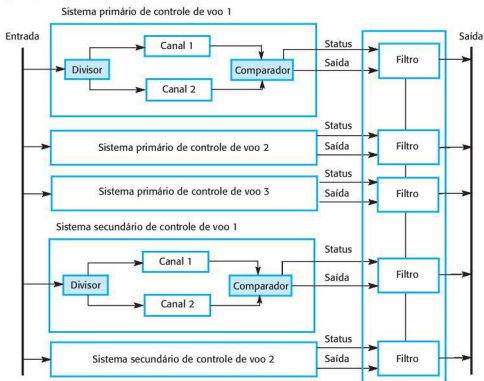 Sistema primário de controle de voo 1
Entrada
Saída
Canal 1
Divisor
Canal 2
Comparador
Status
Saída
Filtro
Sistema primário de controle de voo 2
Status
Saída
Filtro
Sistema primário de controle de voo 3
Status
Saída
Filtro
Sistema secundário de controle de voo 1
Canal 1
Divisor
Canal 2
Comparador
Status
Saída
Filtro
Sistema secundário de controle de voo 2
Status
Saída
Filtro